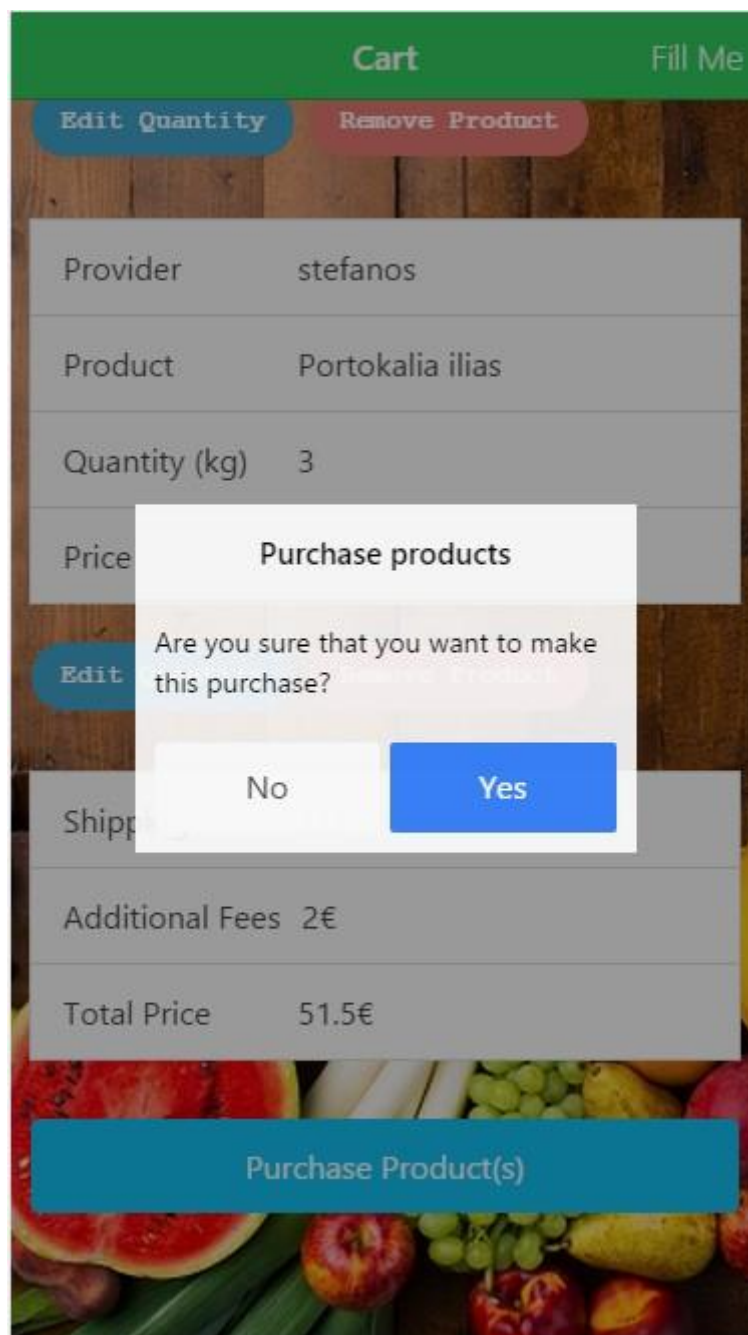 Cart Fill Me
Edit Quantity Remove Product
Provider stefanos
Product Portokalia ilias
Quantity (kg) 3
Price
Purchase products
Are you sure that you want to make
this purchase?
Edit Remove Product
No Yes
Additional Fees 2€
Total Price 51.5€
Purchase Product(s)